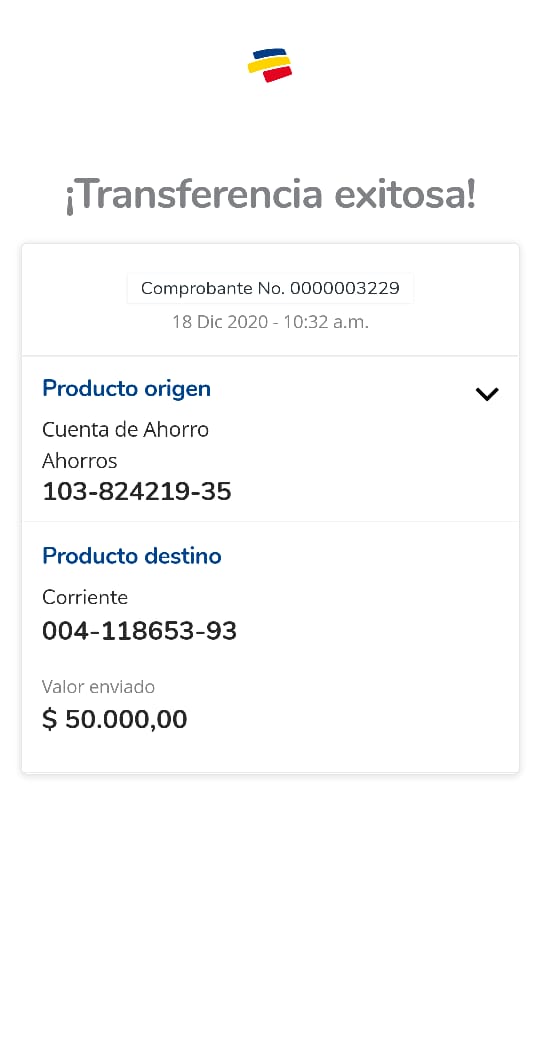 ¡Transferencia exitosa!
Comprobante No. 0000003229
18 Dic 2020 - 10:32 a.m.
Producto origen
Cuenta de Ahorro
Ahorros
103-824219-35
Producto destino
Corriente
004-118653-93
Valor enviado
$ 50.000,00